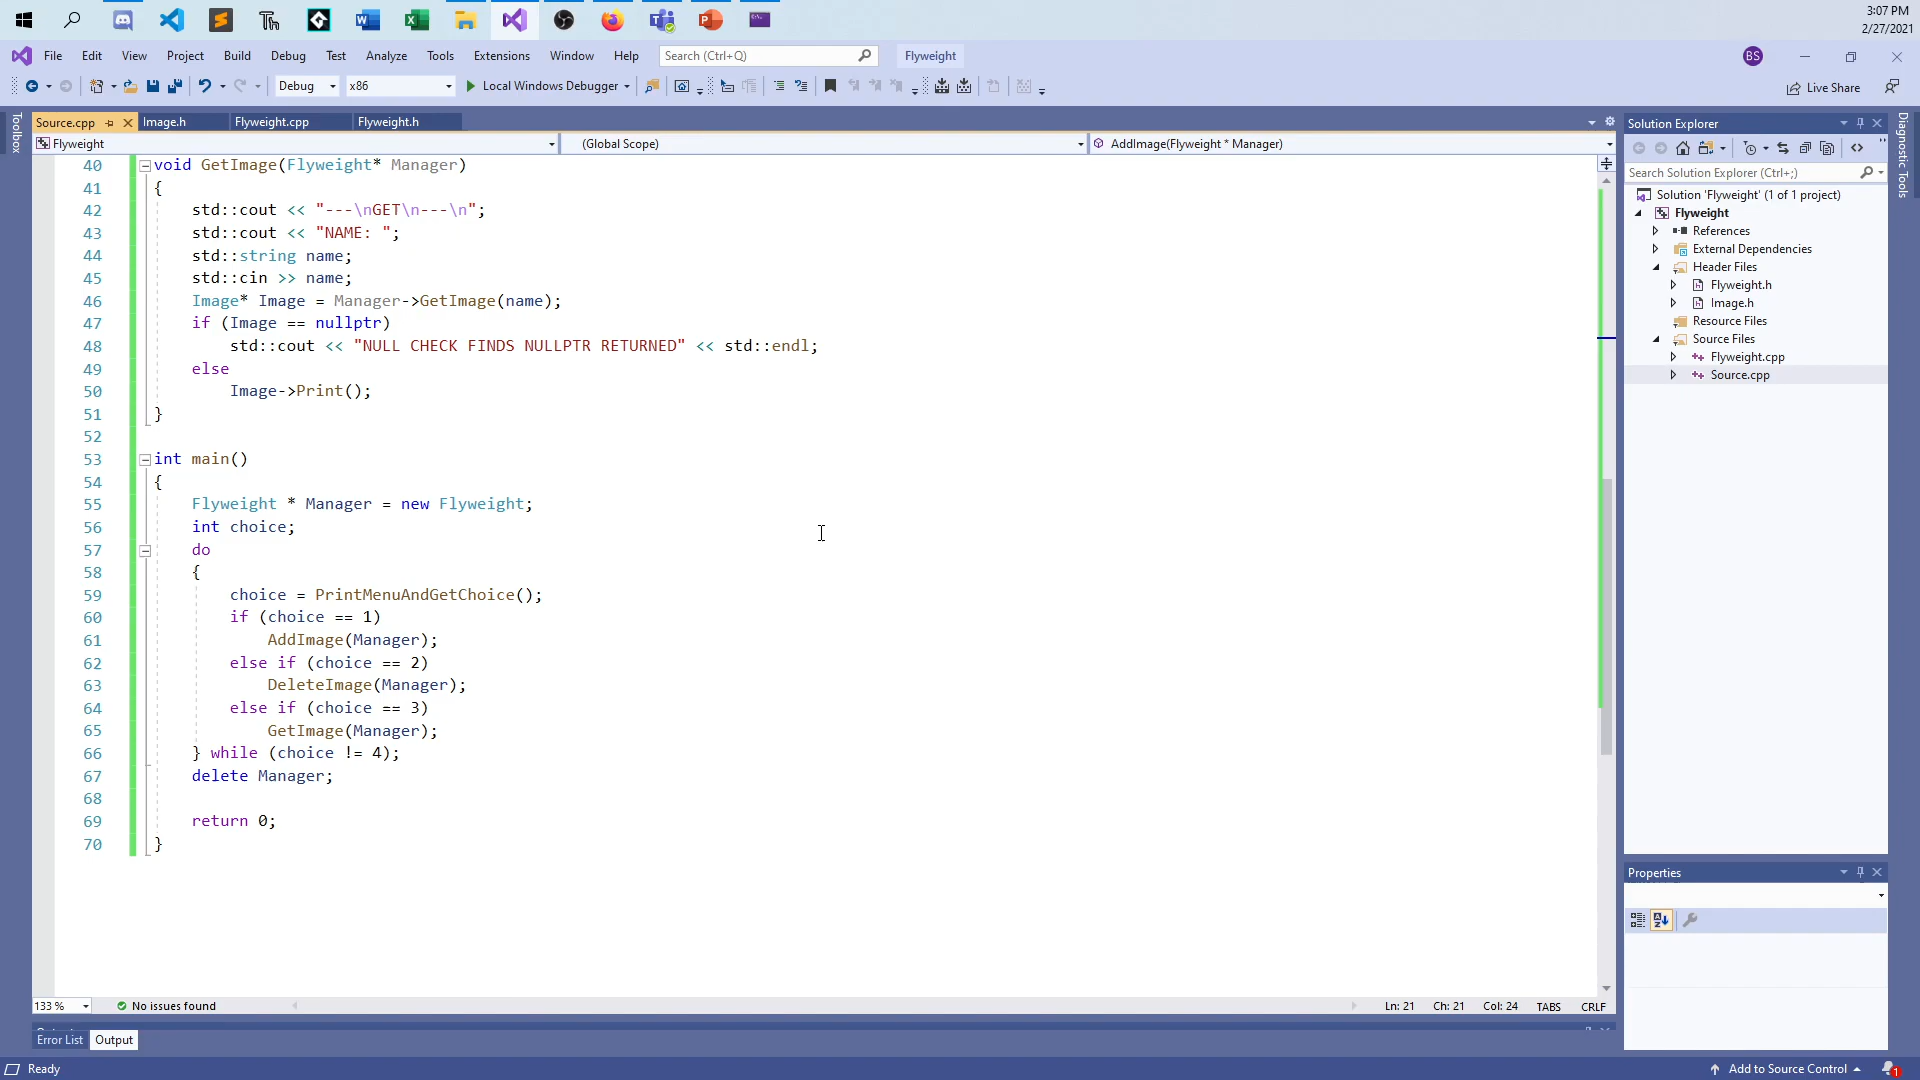 3:07 PM
2/27/2021
File Edit View Project Build Debug Test Analyze Tools Extensions Window Help Search (Ctrl+Q) Flyweight BS
Debug x86 Local Windows Debugger Live Share
Toolbox
Source.cpp Image.h Flyweight.cpp Flyweight.h
Flyweight (Global Scope) AddImage(Flyweight * Manager)
40 void GetImage(Flyweight* Manager)
41 {
42 std::cout << "---\nGET\n---\n";
43 std::cout << "NAME: ";
44 std::string name;
45 std::cin >> name;
46 Image* Image = Manager->GetImage(name);
47 if (Image == nullptr)
48 std::cout << "NULL CHECK FINDS NULLPTR RETURNED" << std::endl;
49 else
50 Image->Print();
51 }
52
53 int main()
54 {
55 Flyweight * Manager = new Flyweight;
56 int choice;
57 do
58 {
59 choice = PrintMenuAndGetChoice();
60 if (choice == 1)
61 AddImage(Manager);
62 else if (choice == 2)
63 DeleteImage(Manager);
64 else if (choice == 3)
65 GetImage(Manager);
66 } while (choice != 4);
67 delete Manager;
68
69 return 0;
70 }
133 % No issues found Ln: 21 Ch: 21 Col: 24 TABS CRLF
Error List Output
Ready
Solution Explorer
Search Solution Explorer (Ctrl+;)
Solution 'Flyweight' (1 of 1 project)
Flyweight
References
External Dependencies
Header Files
Flyweight.h
Image.h
Resource Files
Source Files
Flyweight.cpp
Source.cpp
Properties
Diagnostic Tools
Add to Source Control 1